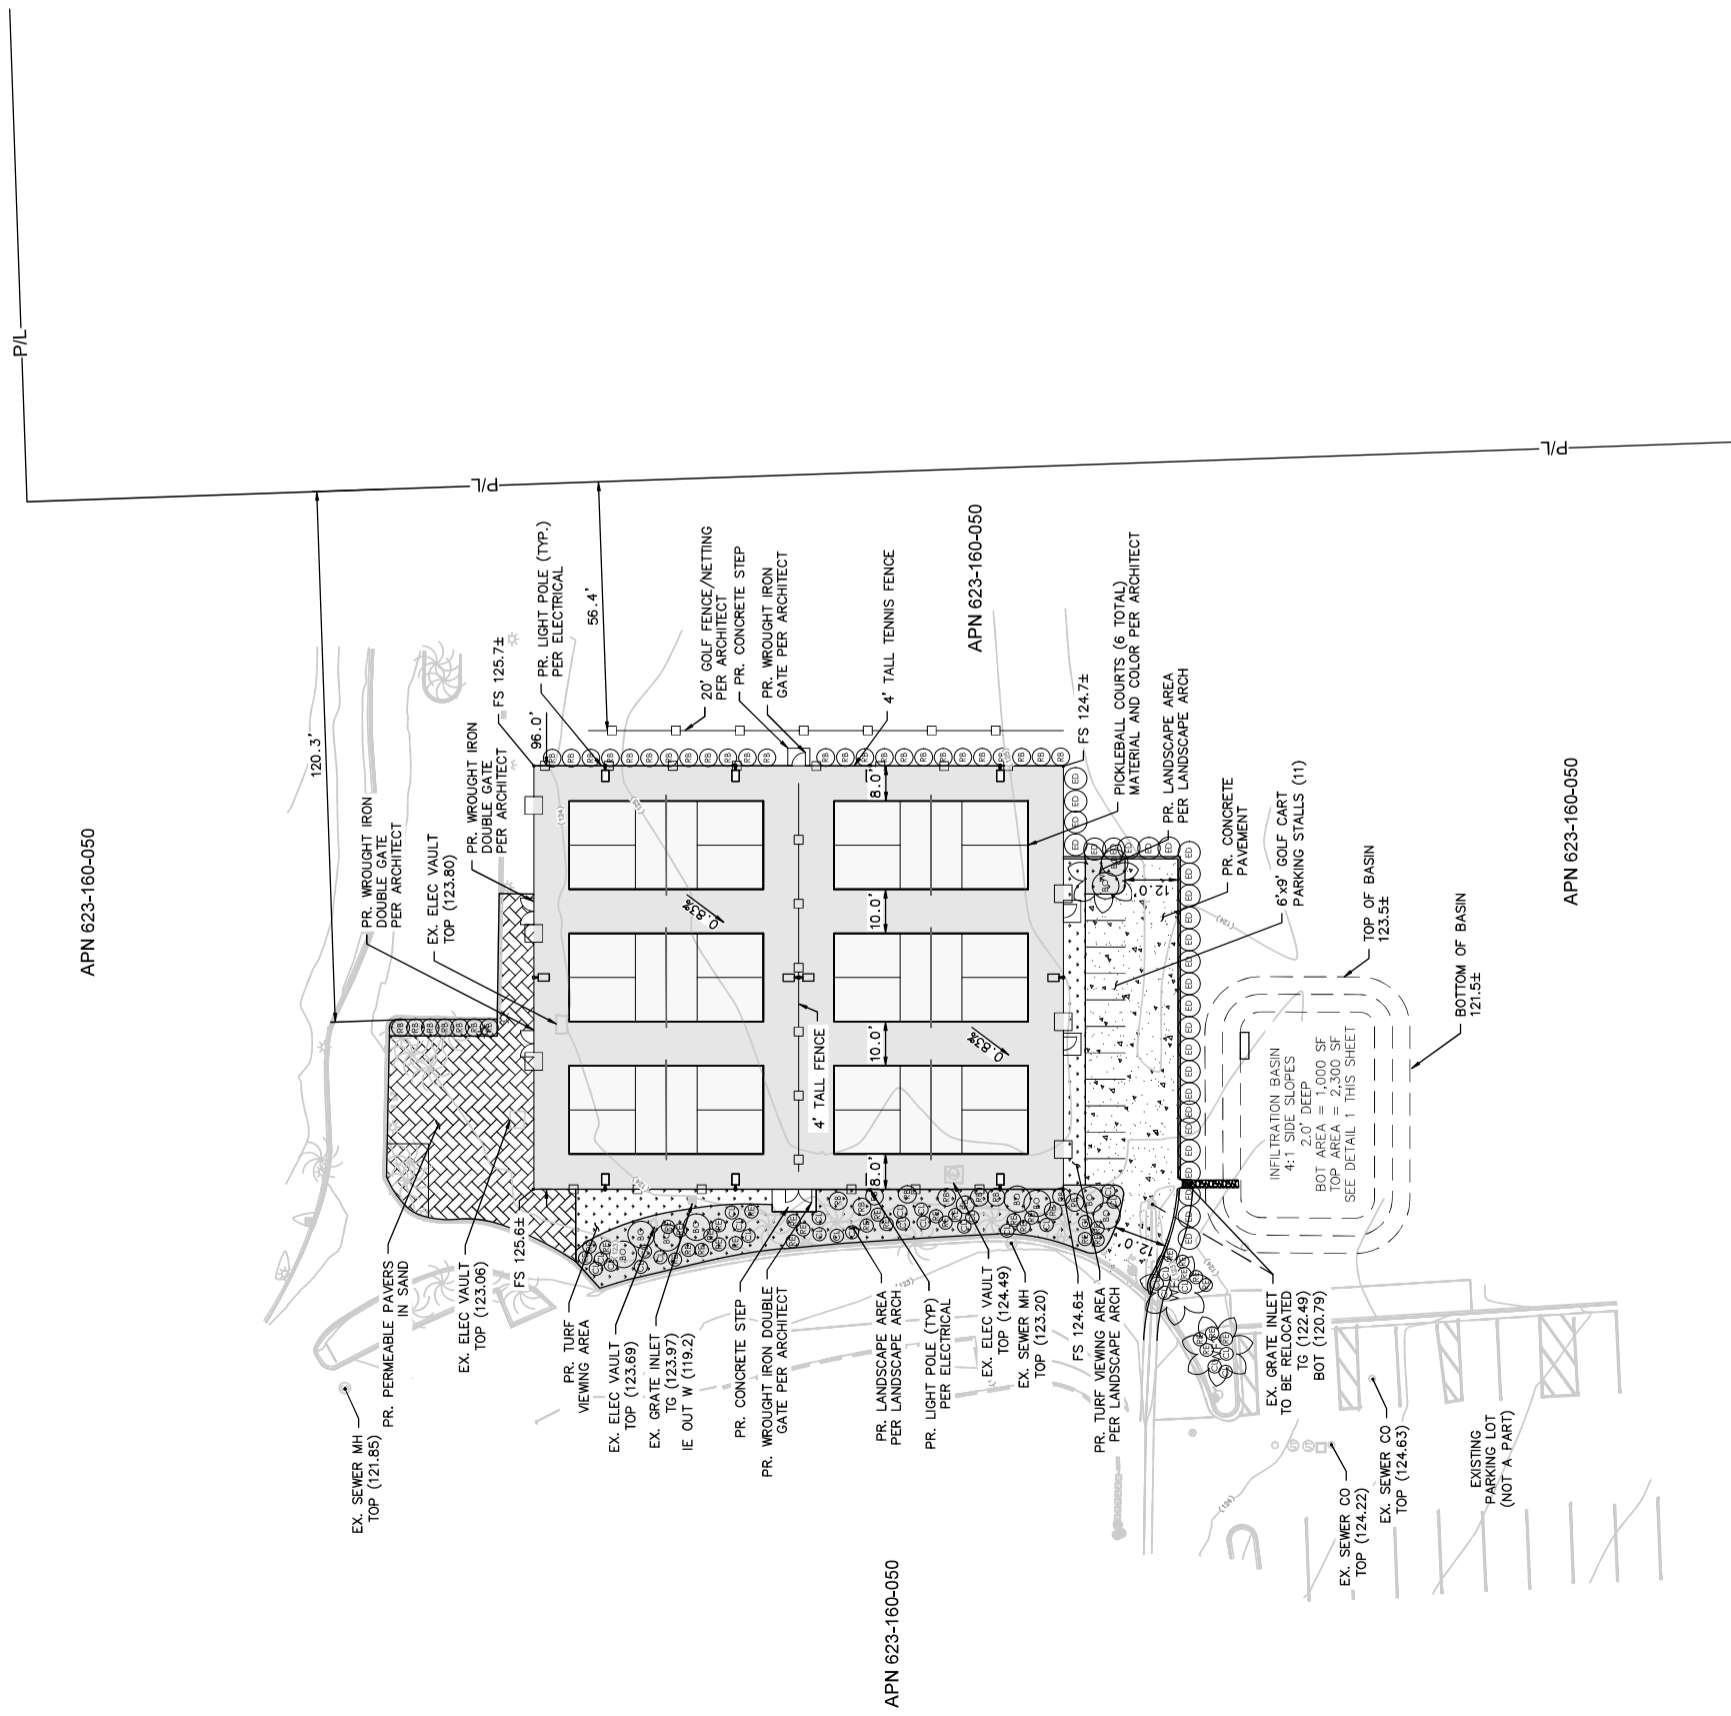 P/L
P/L
P/L
APN 623-160-050
APN 623-160-050
APN 623-160-050
APN 623-160-050
120.3'
56.4'
96.0'
PR. WROUGHT IRON
DOUBLE GATE
PER ARCHITECT
EX. ELEC VAULT
TOP (123.80)
PR. WROUGHT IRON
DOUBLE GATE
PER ARCHITECT
FS 125.7±
PR. LIGHT POLE (TYP.)
PER ELECTRICAL
20' GOLF FENCE/NETTING
PER ARCHITECT
PR. CONCRETE STEP
PR. WROUGHT IRON
GATE PER ARCHITECT
4' TALL TENNIS FENCE
FS 124.7±
PICKLEBALL COURTS (6 TOTAL)
MATERIAL AND COLOR PER ARCHITECT
PR. LANDSCAPE AREA
PER LANDSCAPE ARCH
PR. CONCRETE
PAVEMENT
6'x9' GOLF CART
PARKING STALLS (11)
TOP OF BASIN
123.5±
BOTTOM OF BASIN
121.5±
0.83%
0.83%
8.0'
10.0'
10.0'
8.0'
12.0'
12.0'
4' TALL FENCE
INFILTRATION BASIN
4:1 SIDE SLOPES
2.0' DEEP
BOT AREA = 1,000 SF
TOP AREA = 2,300 SF
SEE DETAIL 1 THIS SHEET
EX. SEWER MH
TOP (121.85)
PR. PERMEABLE PAVERS
IN SAND
EX. ELEC VAULT
TOP (123.06)
FS 125.6±
PR. TURF
VIEWING AREA
EX. ELEC VAULT
TOP (123.69)
EX. GRATE INLET
TG (123.97)
IE OUT W (119.2)
PR. CONCRETE STEP
PR. WROUGHT IRON DOUBLE
GATE PER ARCHITECT
PR. LANDSCAPE AREA
PER LANDSCAPE ARCH
PR. LIGHT POLE (TYP)
PER ELECTRICAL
EX. ELEC VAULT
TOP (124.49)
EX. SEWER MH
TOP (123.20)
FS 124.6±
PR. TURF VIEWING AREA
PER LANDSCAPE ARCH
EX. GRATE INLET
TO BE RELOCATED
TG (122.49)
BOT (120.79)
EX. SEWER CO
TOP (124.22)
EX. SEWER CO
TOP (124.63)
EXISTING
PARKING LOT
(NOT A PART)
(124)
(123)
(124)
(124)